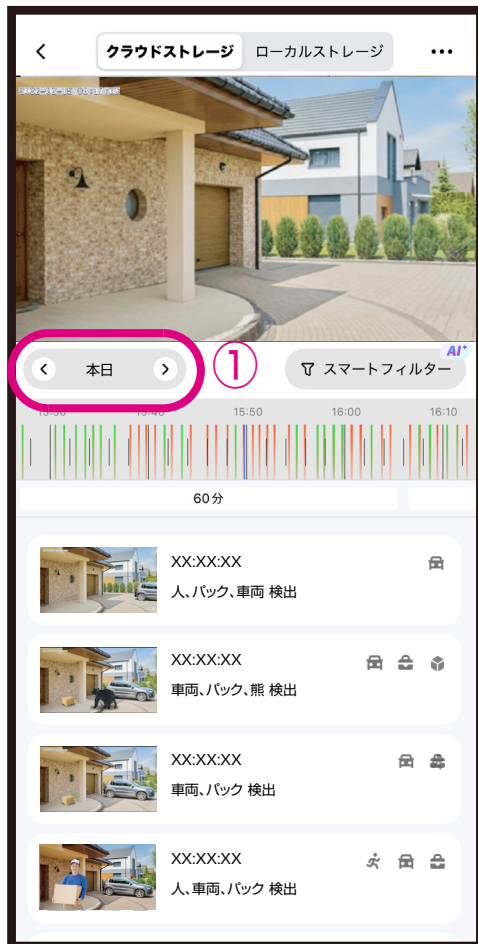 クラウドストレージ ローカルストレージ
本日
①
AI+
スマートフィルター
15:50 16:00 16:10
60分
XX:XX:XX
人、パック、車両 検出
XX:XX:XX
車両、パック、熊 検出
XX:XX:XX
車両、パック 検出
XX:XX:XX
人、車両、パック 検出